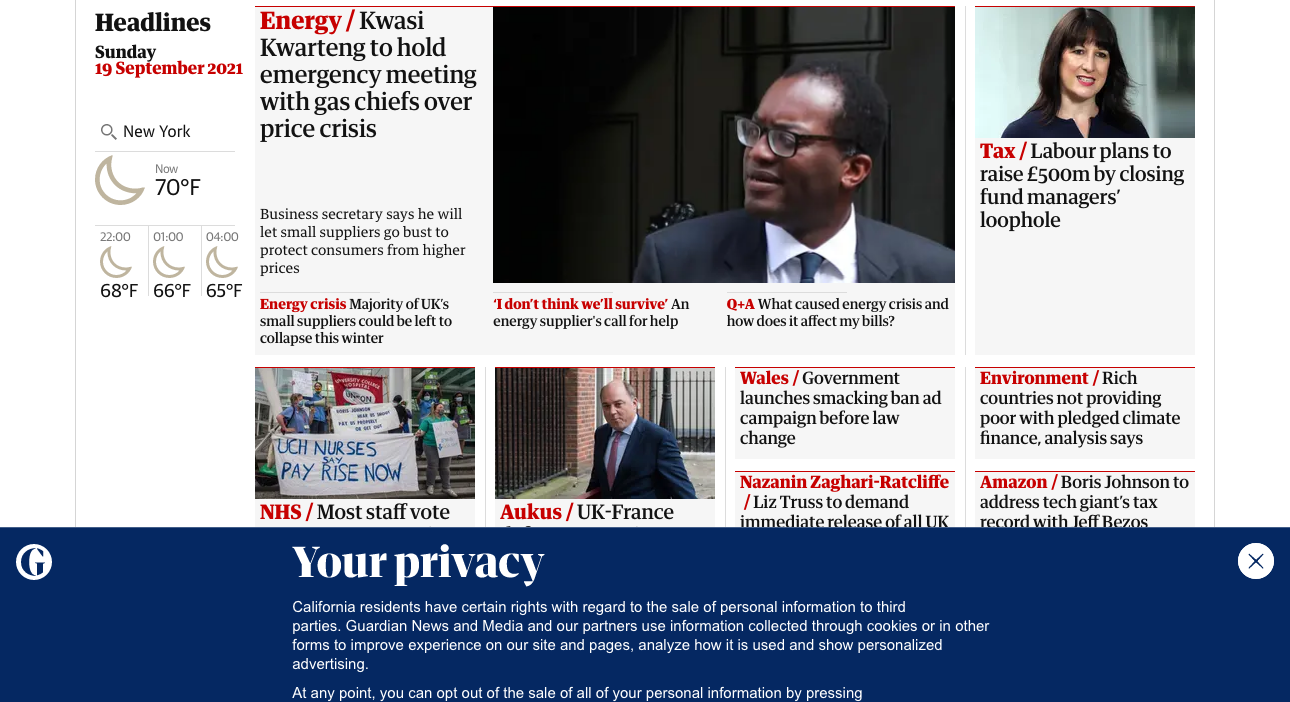 Headlines
Sunday
19 September 2021
New York
Now
70°F
22:00
01:00
04:00
68°F
66°F
65°F
Energy / Kwasi
Kwarteng to hold
emergency meeting
with gas chiefs over
price crisis
Business secretary says he will
let small suppliers go bust to
protect consumers from higher
prices
Energy crisis Majority of UK's
small suppliers could be left to
collapse this winter
'I don't think we'll survive' An
energy supplier's call for help
Q+A What caused energy crisis and
how does it affect my bills?
Tax / Labour plans to
raise £500m by closing
fund managers'
loophole
UNIVERSITY COLLEGE
HOSPITAL
UNION
BORIS JOHNSON
HEAR US SHOUT
PAY US PROPERLY
OR GET OUT
UCH NURSES
SAY
PAY RISE NOW
NHS / Most staff vote
Aukus / UK-France
Wales / Government
launches smacking ban ad
campaign before law
change
Nazanin Zaghari-Ratcliffe
/ Liz Truss to demand
immediate release of all UK
Environment / Rich
countries not providing
poor with pledged climate
finance, analysis says
Amazon / Boris Johnson to
address tech giant's tax
record with Jeff Bezos
G
Your privacy
California residents have certain rights with regard to the sale of personal information to third
parties. Guardian News and Media and our partners use information collected through cookies or in other
forms to improve experience on our site and pages, analyze how it is used and show personalized
advertising.
At any point, you can opt out of the sale of all of your personal information by pressing